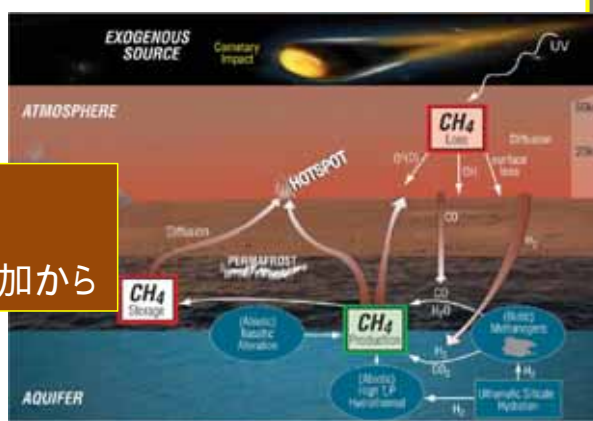 EXOGENOUS
SOURCE
Cometary
Impact
UV
ATMOSPHERE
CH4
Loss
Diffusion
O(1D)
OH
surface
loss
HOTSPOT
Diffusion
CO
H2
加から
PERMAFROST
CH4
Storage
CO
H2O
(Abiotic)
Basaltic
Alteration
CH4
Production
(Biotic)
Methanogens
H2
CO2
(Abiotic)
High T/P
Hydrothermal
H2
H2
Ultramafic Silicate
Hydration
AQUIFER